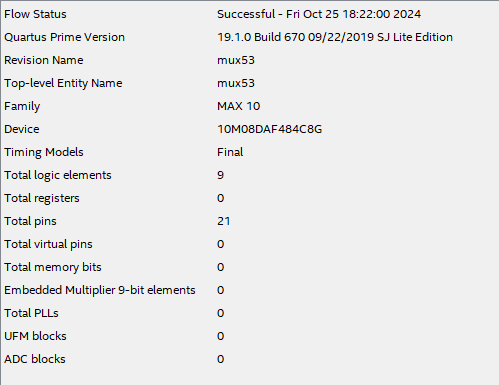 Flow Status Successful - Fri Oct 25 18:22:00 2024
Quartus Prime Version 19.1.0 Build 670 09/22/2019 SJ Lite Edition
Revision Name mux53
Top-level Entity Name mux53
Family MAX 10
Device 10M08DAF484C8G
Timing Models Final
Total logic elements 9
Total registers 0
Total pins 21
Total virtual pins 0
Total memory bits 0
Embedded Multiplier 9-bit elements 0
Total PLLs 0
UFM blocks 0
ADC blocks 0